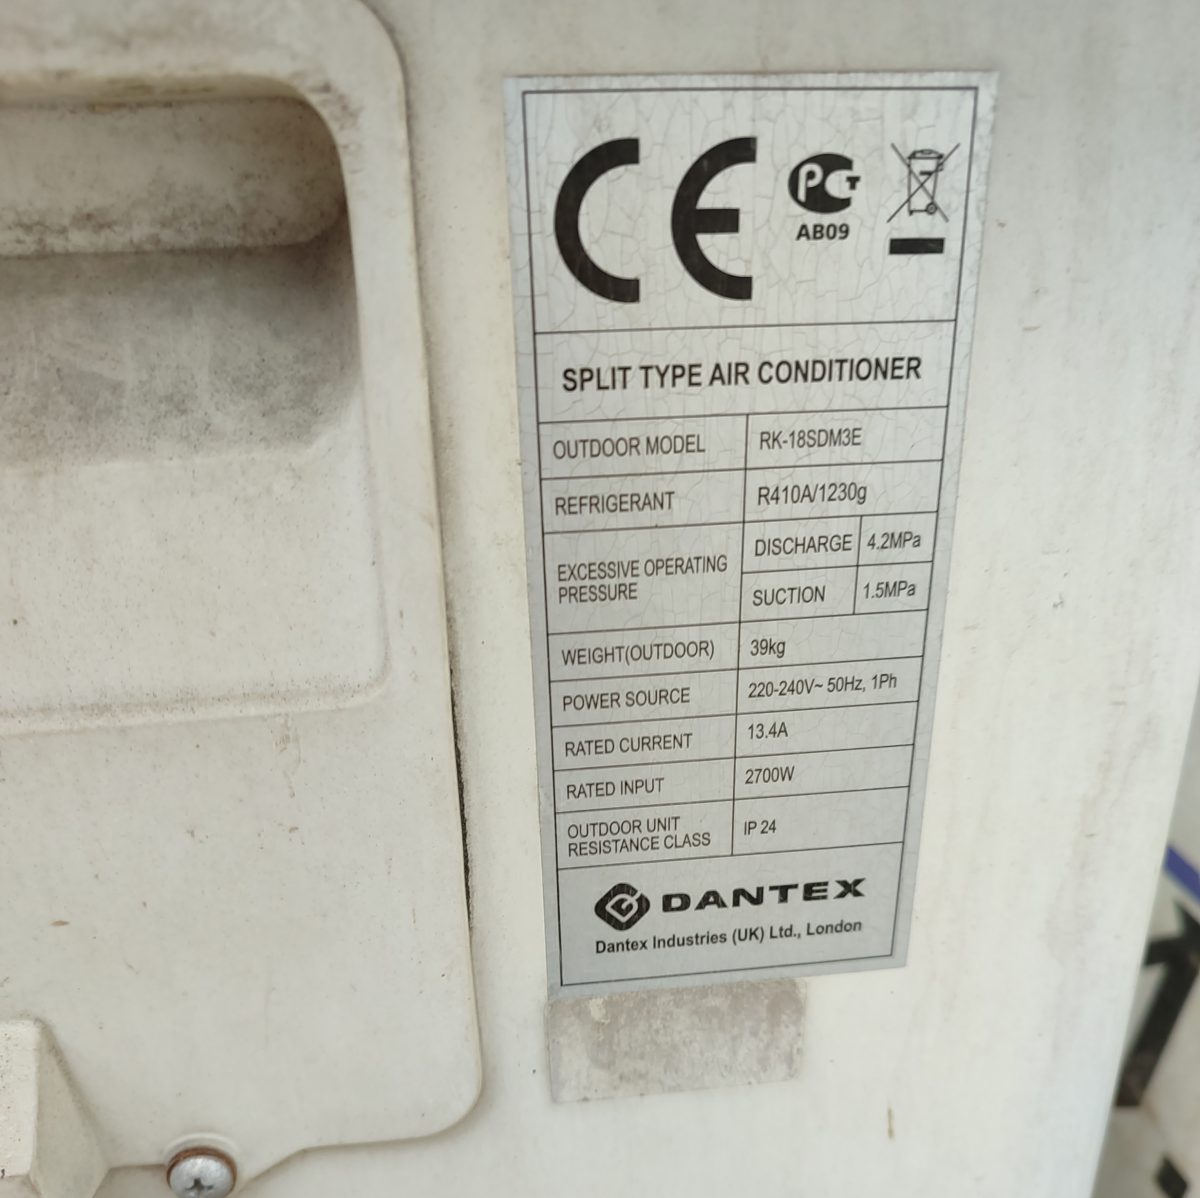 CE
PCT
AB09
SPLIT TYPE AIR CONDITIONER
OUTDOOR MODEL RK-18SDM3E
REFRIGERANT R410A/1230g
EXCESSIVE OPERATING PRESSURE DISCHARGE 4.2MPa
SUCTION 1.5MPa
WEIGHT(OUTDOOR) 39kg
POWER SOURCE 220-240V~ 50Hz, 1Ph
RATED CURRENT 13.4A
RATED INPUT 2700W
OUTDOOR UNIT
RESISTANCE CLASS IP 24
DANTEX
Dantex Industries (UK) Ltd., London